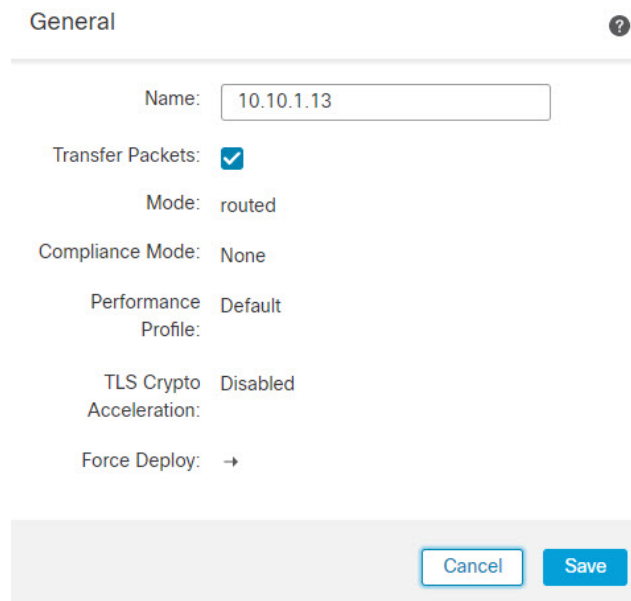 General
?
Name: 10.10.1.13
Transfer Packets:
Mode: routed
Compliance Mode: None
Performance Profile: Default
TLS Crypto Acceleration: Disabled
Force Deploy: →
Cancel Save